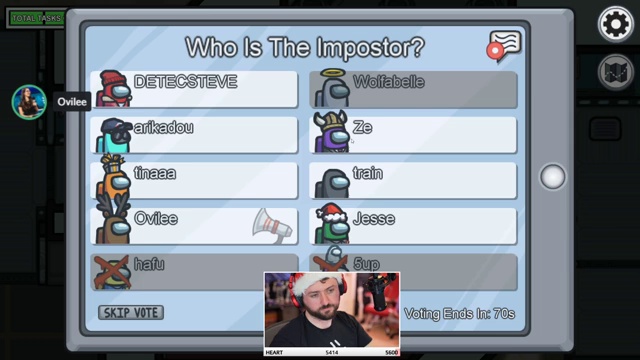 TOTAL TASKS
Who Is The Impostor?
DETECSTEVE
Wolfabelle
Ovilee
arikadou
Ze
tinaaa
train
Ovilee
Jesse
hafu
5up
SKIP VOTE
Voting Ends In: 70s
HEART 5414 5600